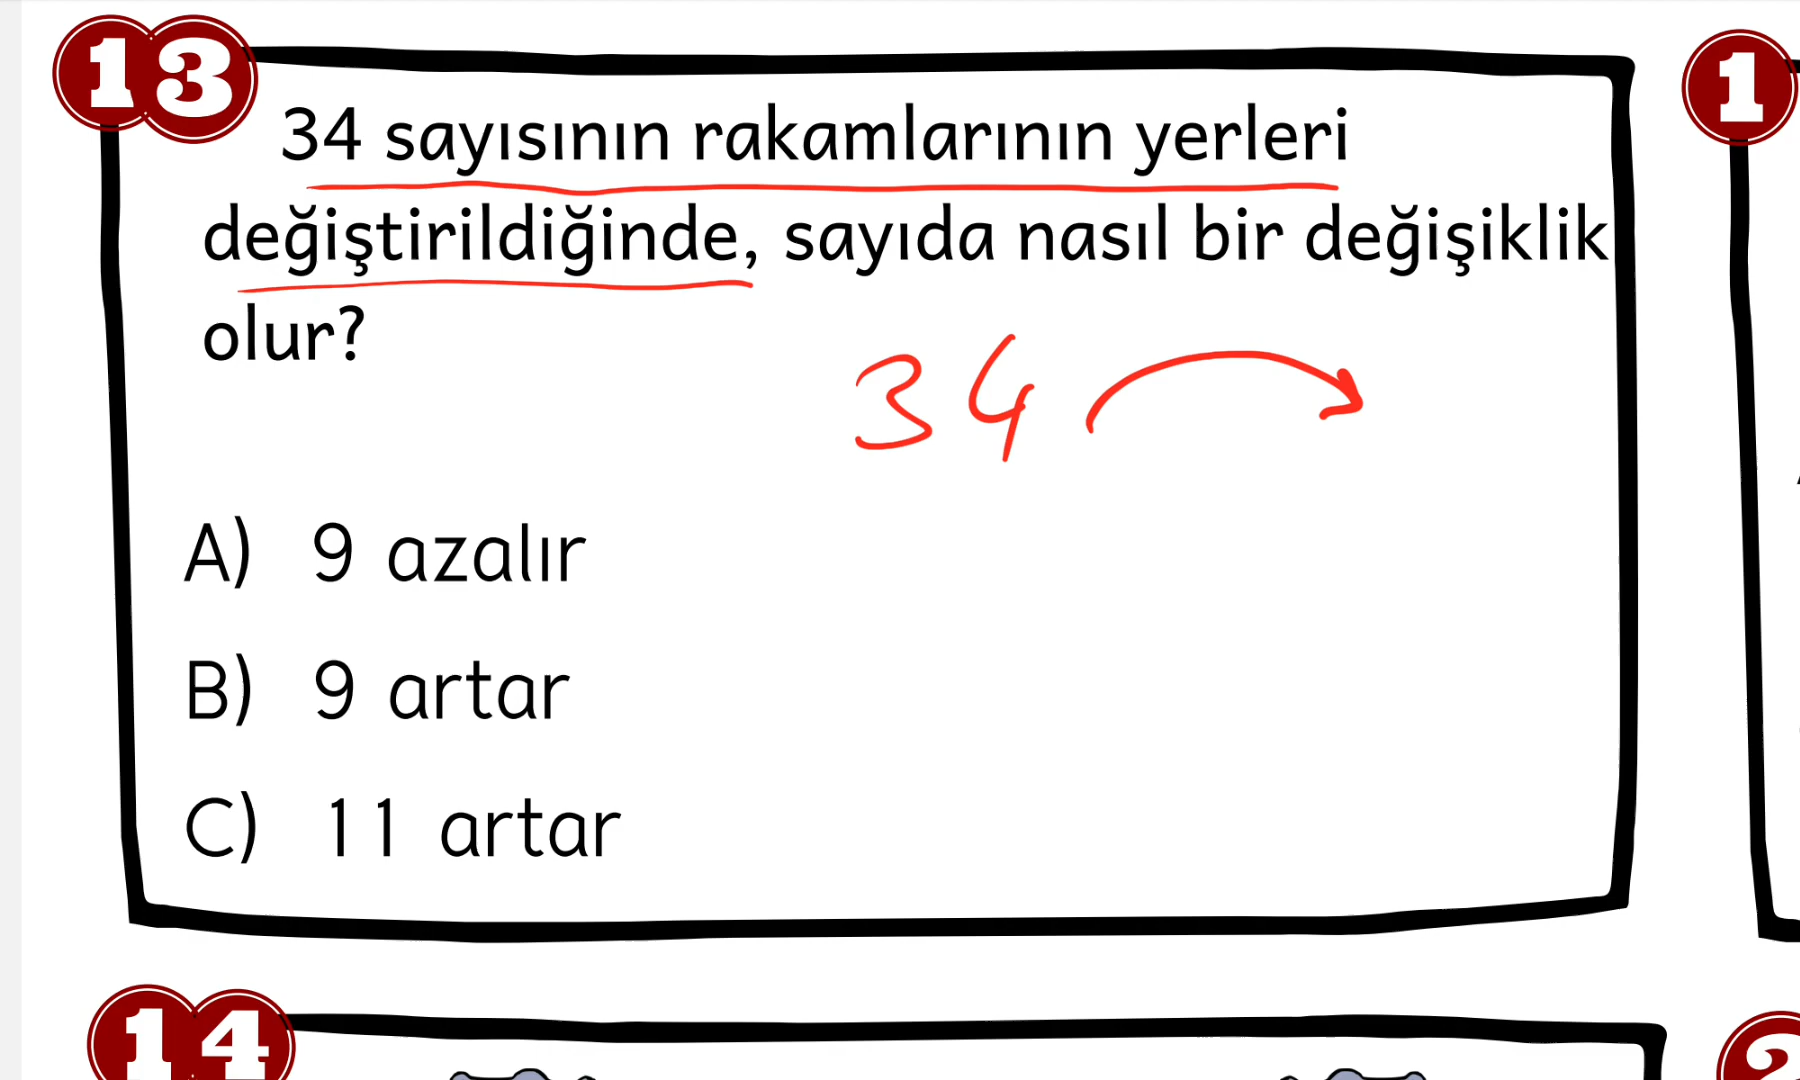 13
34 sayısının rakamlarının yerleri
değiştirildiğinde, sayıda nasıl bir değişiklik
olur?
34
A) 9 azalır
B) 9 artar
C) 11 artar
14
1
2